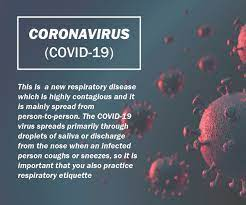 CORONAVIRUS
(COVID-19)
This is a new respiratory disease
which is highly contagious and it
is mainly spread from
person-to-person. The COVID-19
virus spreads primarily through
droplets of saliva or discharge
from the nose when an infected
person coughs or sneezes, so it is
important that you also practice
respiratory etiquette